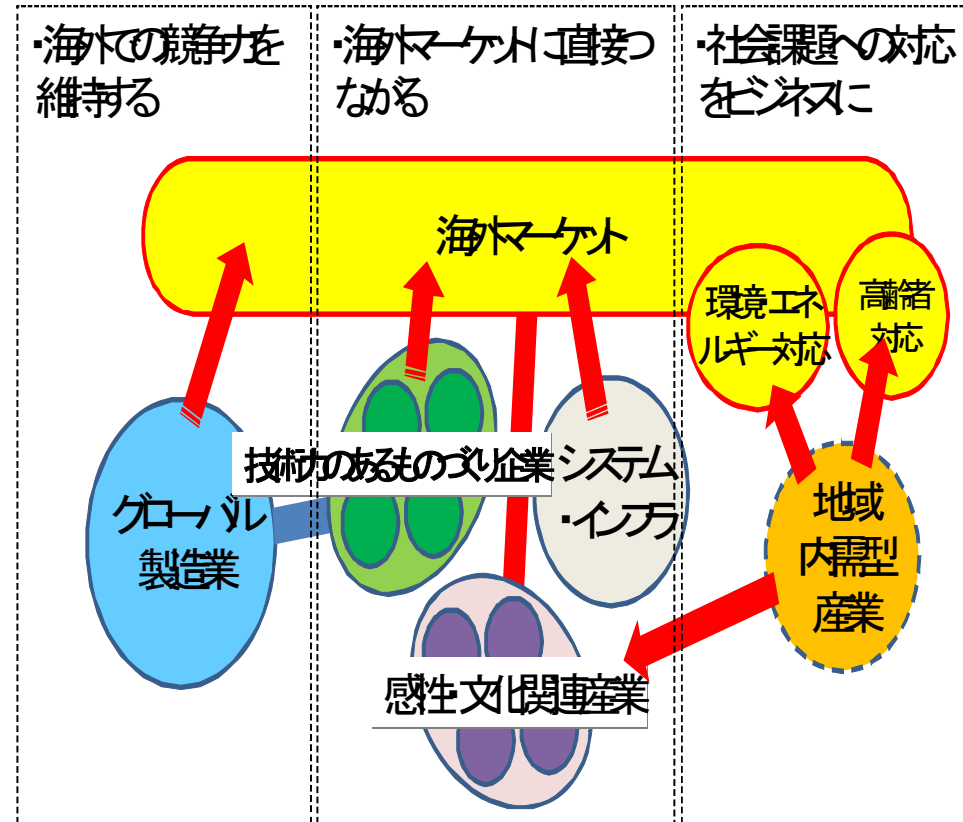 ・海外での競争力を
維持する
・海外マーケットに直接つ
ながる
・社会課題への対応
をビジネスに
海外マーケット
環境・エネ
ルギー対応
高齢者
対応
技術力のあるものづくり企業
システム
・インフラ
グローバル
製造業
地域
内需型
産業
感性・文化関連産業